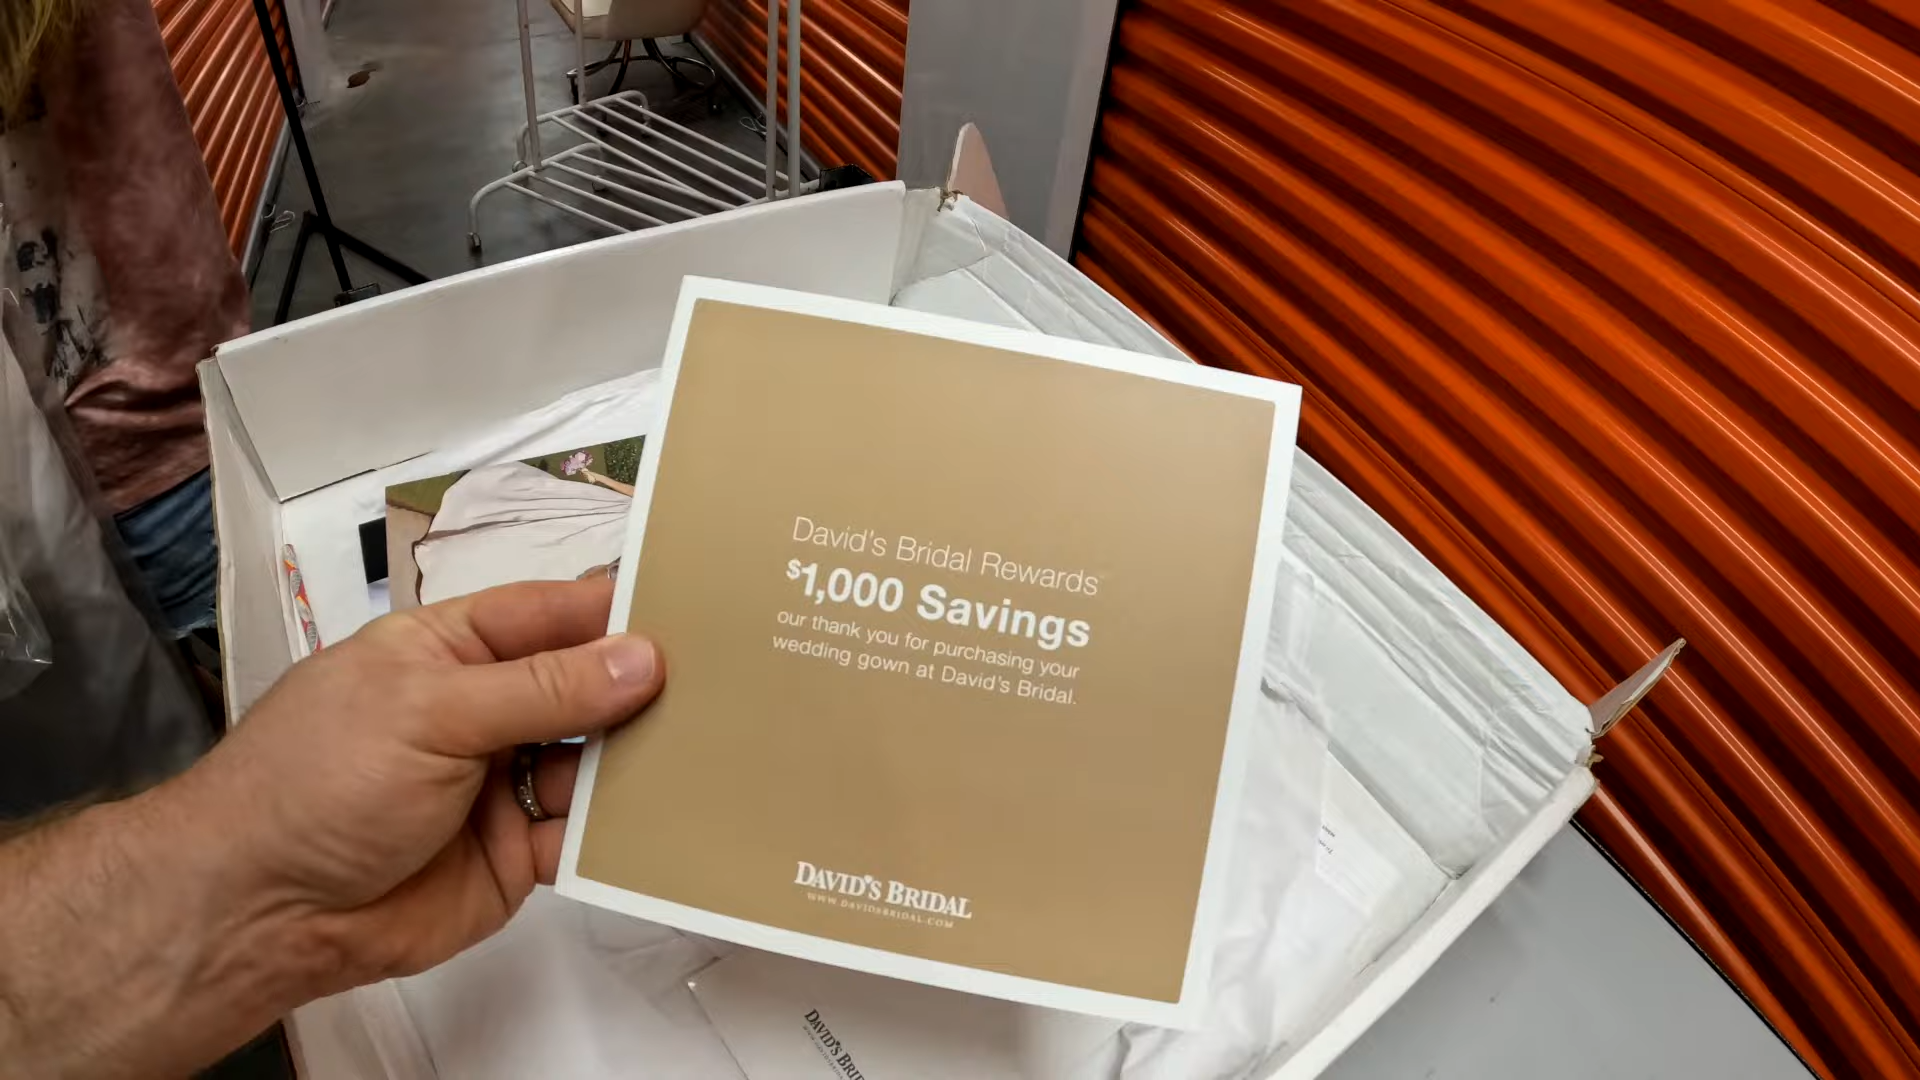 David's Bridal Rewards
$1,000 Savings
our thank you for purchasing your
wedding gown at David's Bridal.
DAVID'S BRIDAL
WWW.DAVIDSBRIDAL.COM
DAVID'S